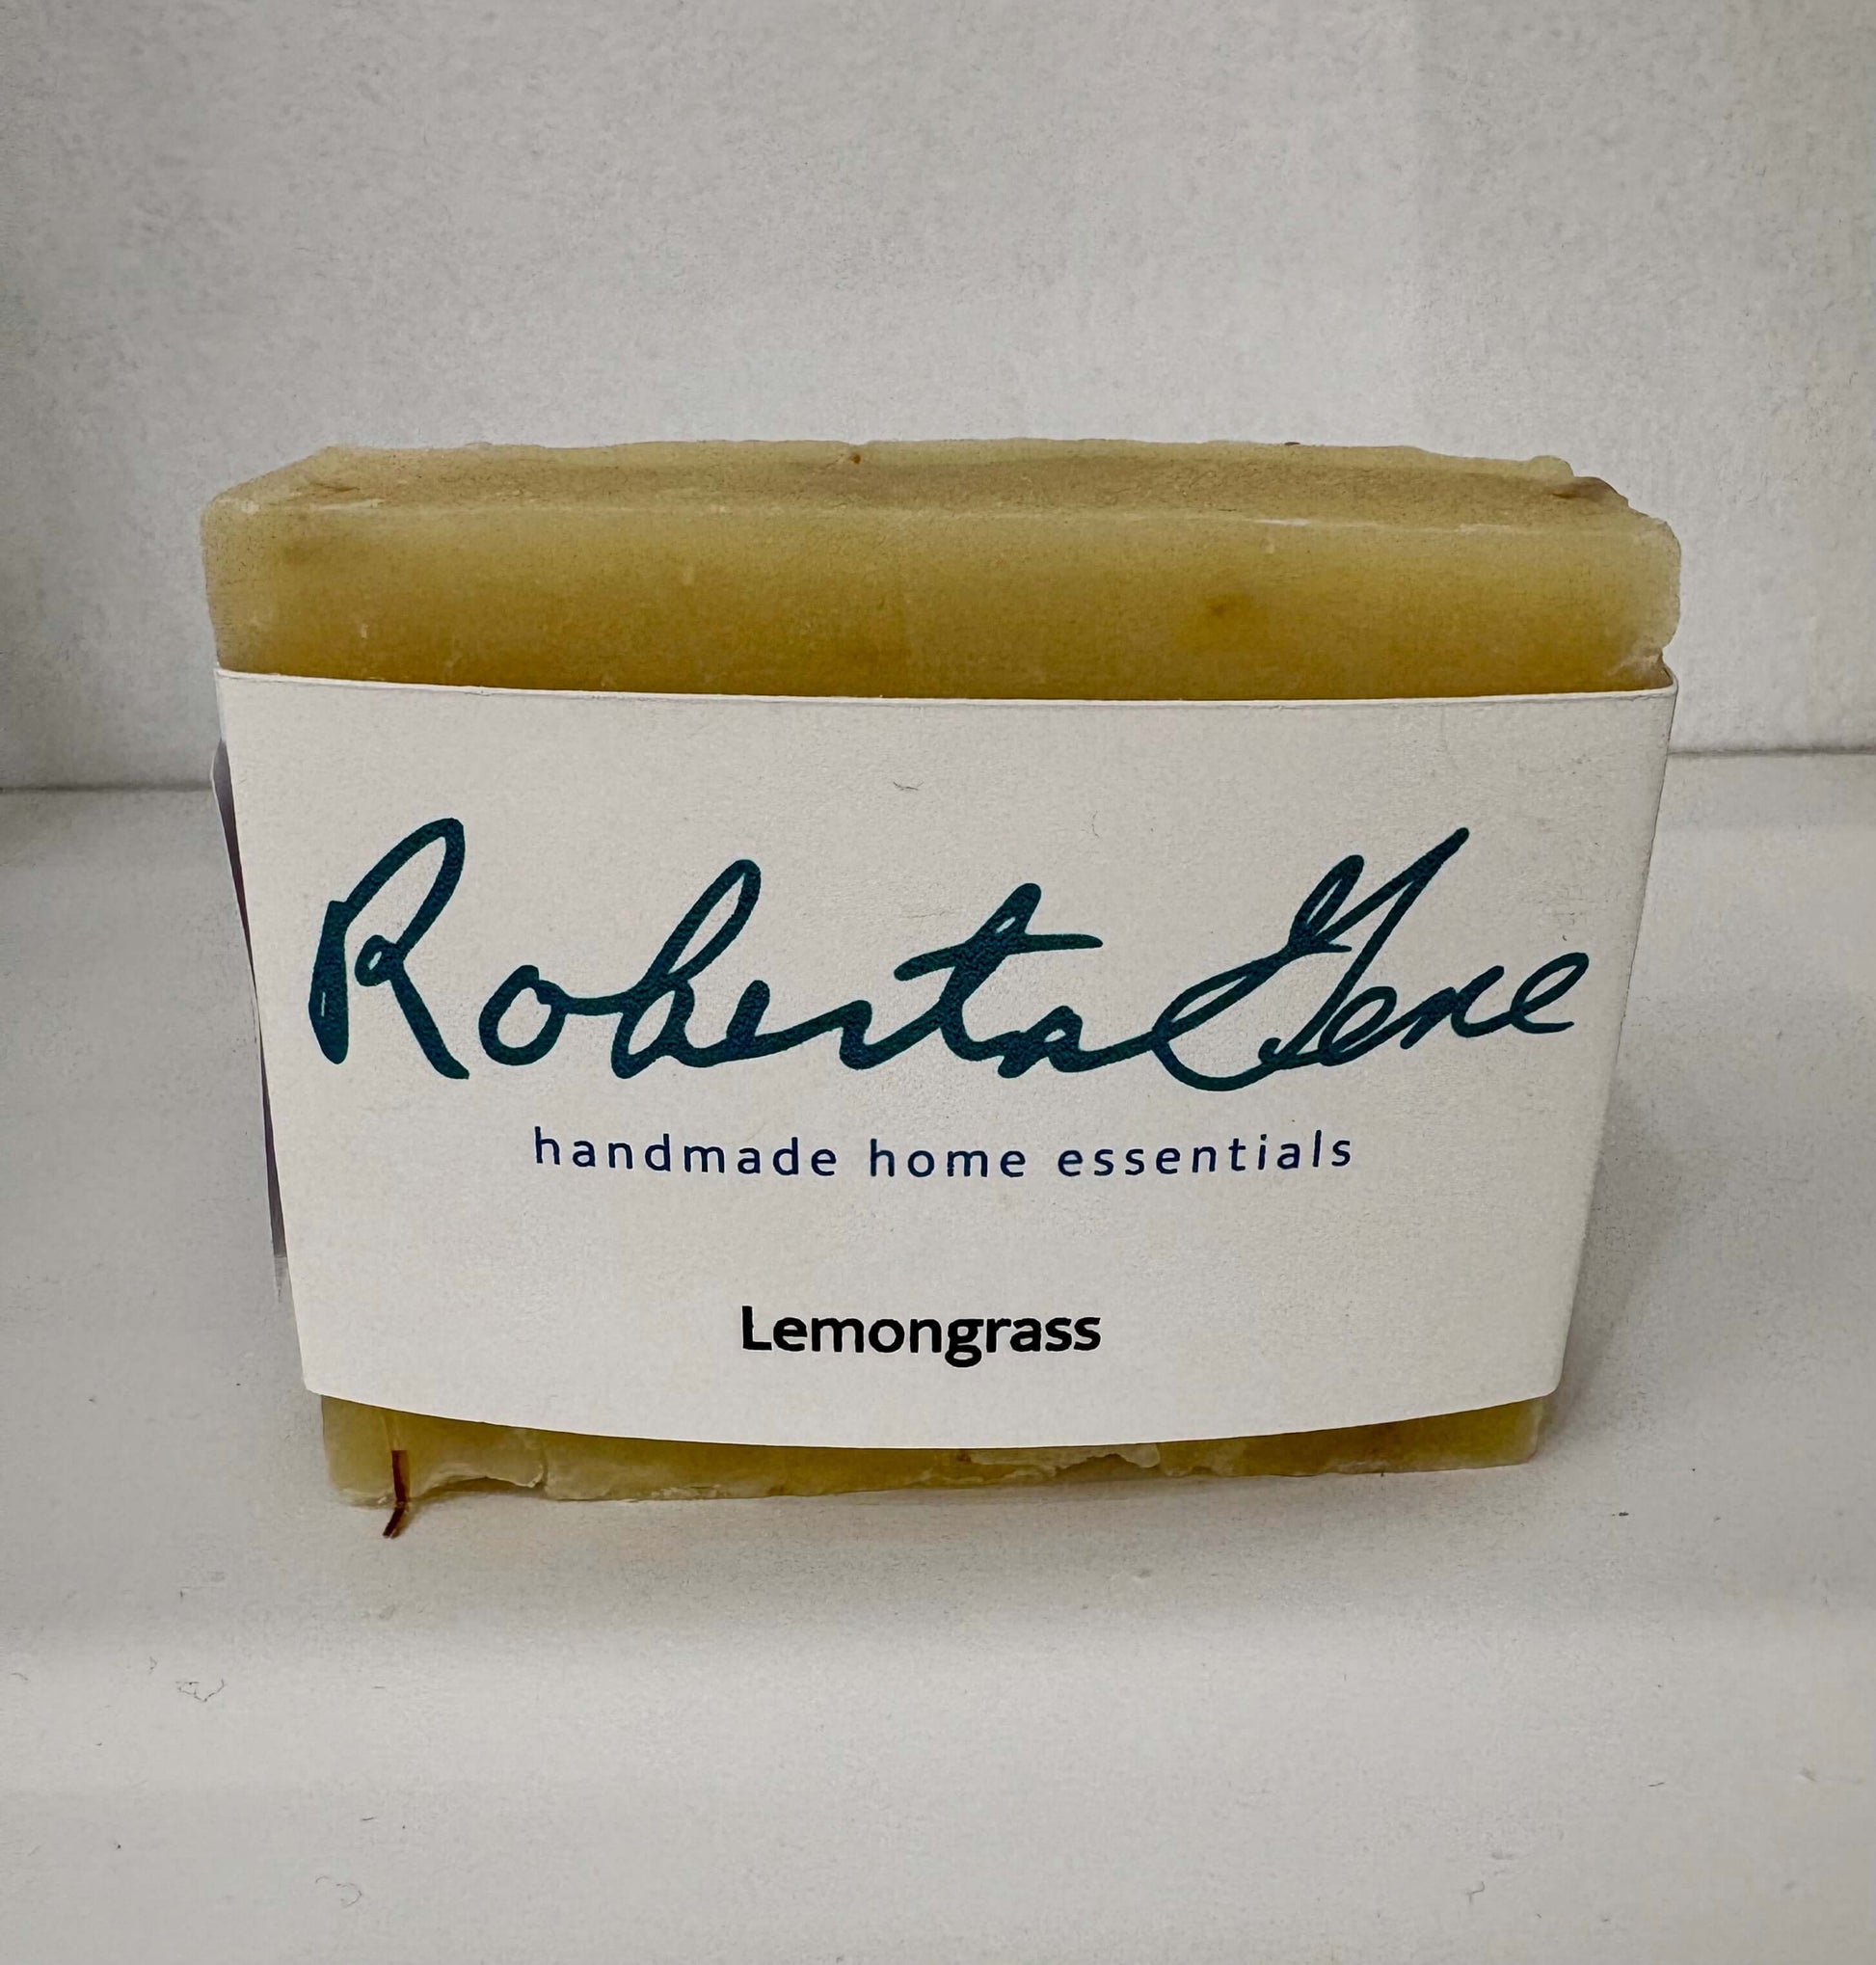 Roberta Gene
handmade home essentials
Lemongrass